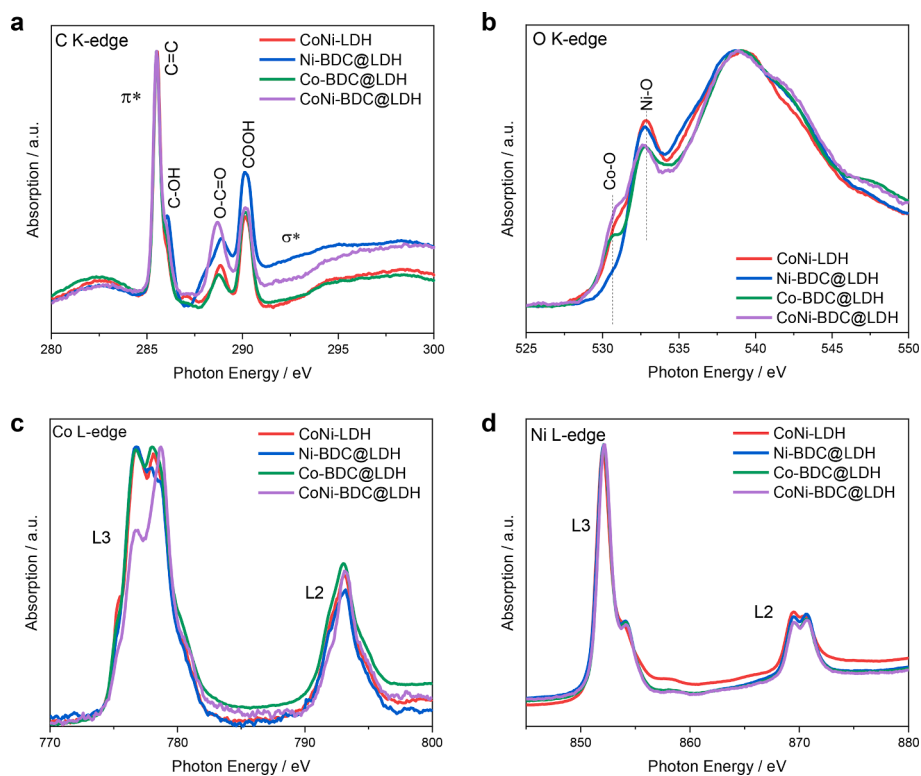 a
C K-edge
C=C
π*
C-OH
O-C=O
COOH
σ*
CoNi-LDH
Ni-BDC@LDH
Co-BDC@LDH
CoNi-BDC@LDH
Absorption / a.u.
280 285 290 295 300
Photon Energy / eV
b
O K-edge
Co-O
Ni-O
CoNi-LDH
Ni-BDC@LDH
Co-BDC@LDH
CoNi-BDC@LDH
Absorption / a.u.
525 530 535 540 545 550
Photon Energy / eV
c
Co L-edge
L3
L2
CoNi-LDH
Ni-BDC@LDH
Co-BDC@LDH
CoNi-BDC@LDH
Absorption / a.u.
770 780 790 800
Photon Energy / eV
d
Ni L-edge
L3
L2
CoNi-LDH
Ni-BDC@LDH
Co-BDC@LDH
CoNi-BDC@LDH
Absorption / a.u.
850 860 870 880
Photon Energy / eV